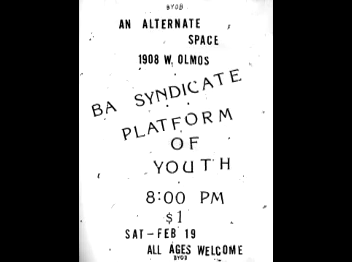 BYOB
AN ALTERNATE
SPACE
1908 W. OLMOS
BA SYNDICATE
PLATFORM
OF
YOUTH
8:00 PM
$1
SAT-FEB 19
ALL AGES WELCOME
BYOB